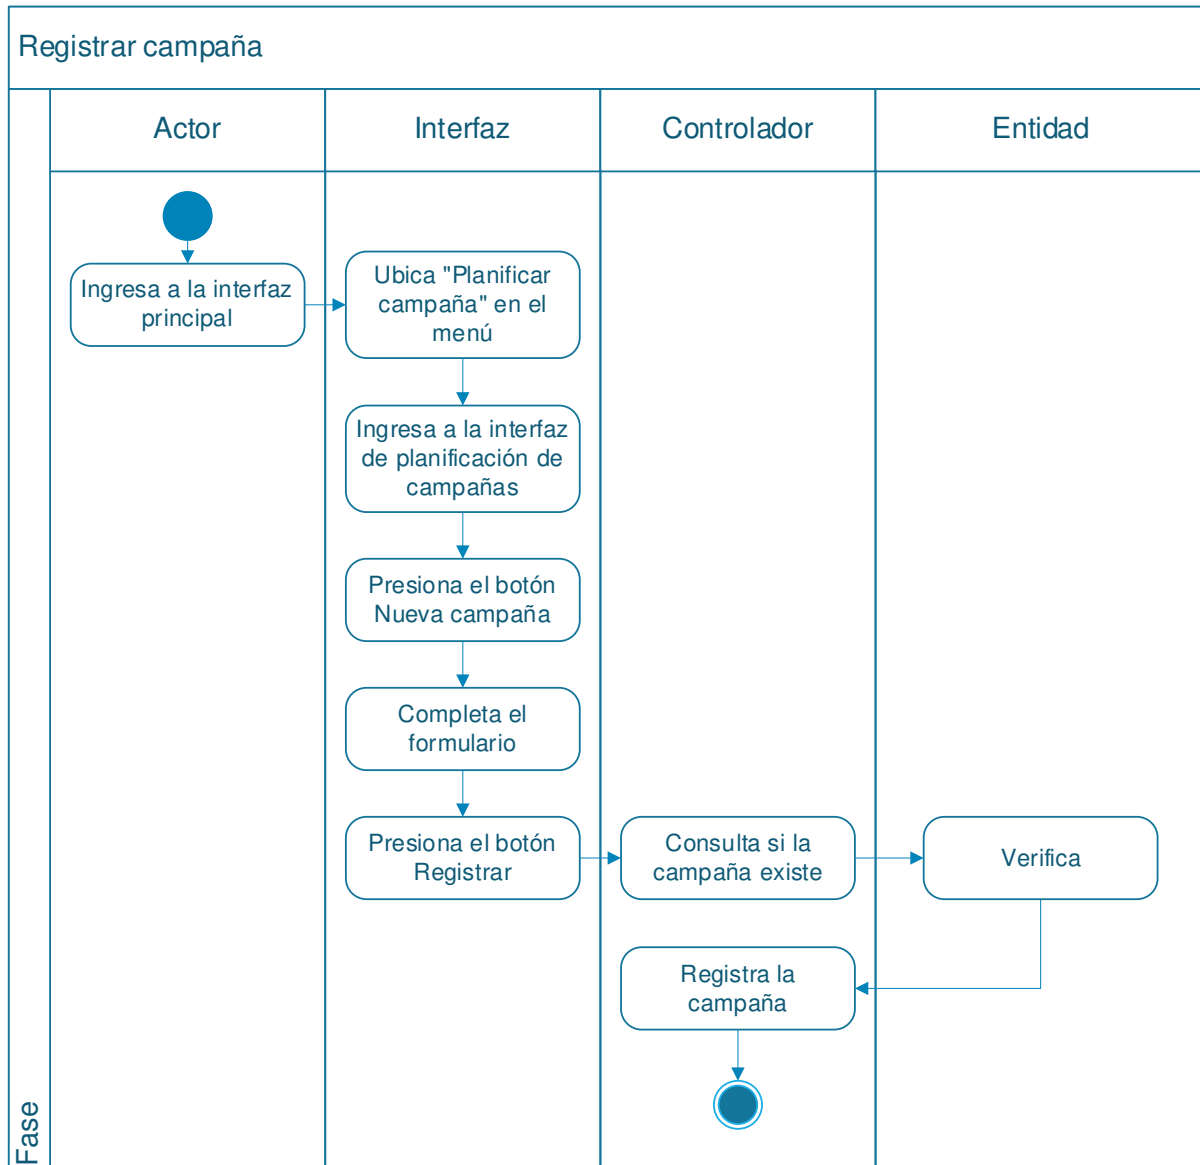 Registrar campaña
Actor
Interfaz
Controlador
Entidad
Ingresa a la interfaz
principal
Ubica "Planificar
campaña" en el
menú
Ingresa a la interfaz
de planificación de
campañas
Presiona el botón
Nueva campaña
Completa el
formulario
Presiona el botón
Registrar
Consulta si la
campaña existe
Verifica
Registra la
campaña
Fase